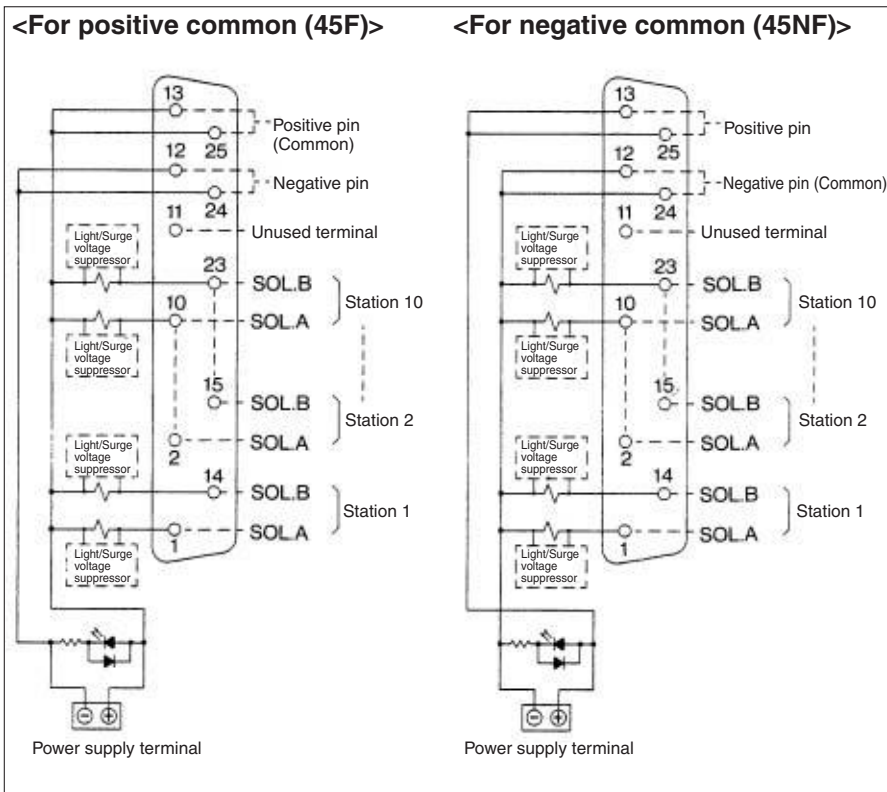 <For positive common (45F)>
13
Positive pin
(Common)
25
12
Negative pin
24
11
Unused terminal
Light/Surge
voltage
suppressor
23
SOL.B
Station 10
10
SOL.A
Light/Surge
voltage
suppressor
15
SOL.B
Station 2
SOL.A
2
Light/Surge
voltage
suppressor
14
SOL.B
Station 1
SOL.A
1
Light/Surge
voltage
suppressor
− +
Power supply terminal
<For negative common (45NF)>
13
Positive pin
25
12
Negative pin (Common)
24
11
Unused terminal
Light/Surge
voltage
suppressor
23
SOL.B
Station 10
10
SOL.A
Light/Surge
voltage
suppressor
15
SOL.B
Station 2
SOL.A
2
Light/Surge
voltage
suppressor
14
SOL.B
Station 1
SOL.A
1
Light/Surge
voltage
suppressor
− +
Power supply terminal